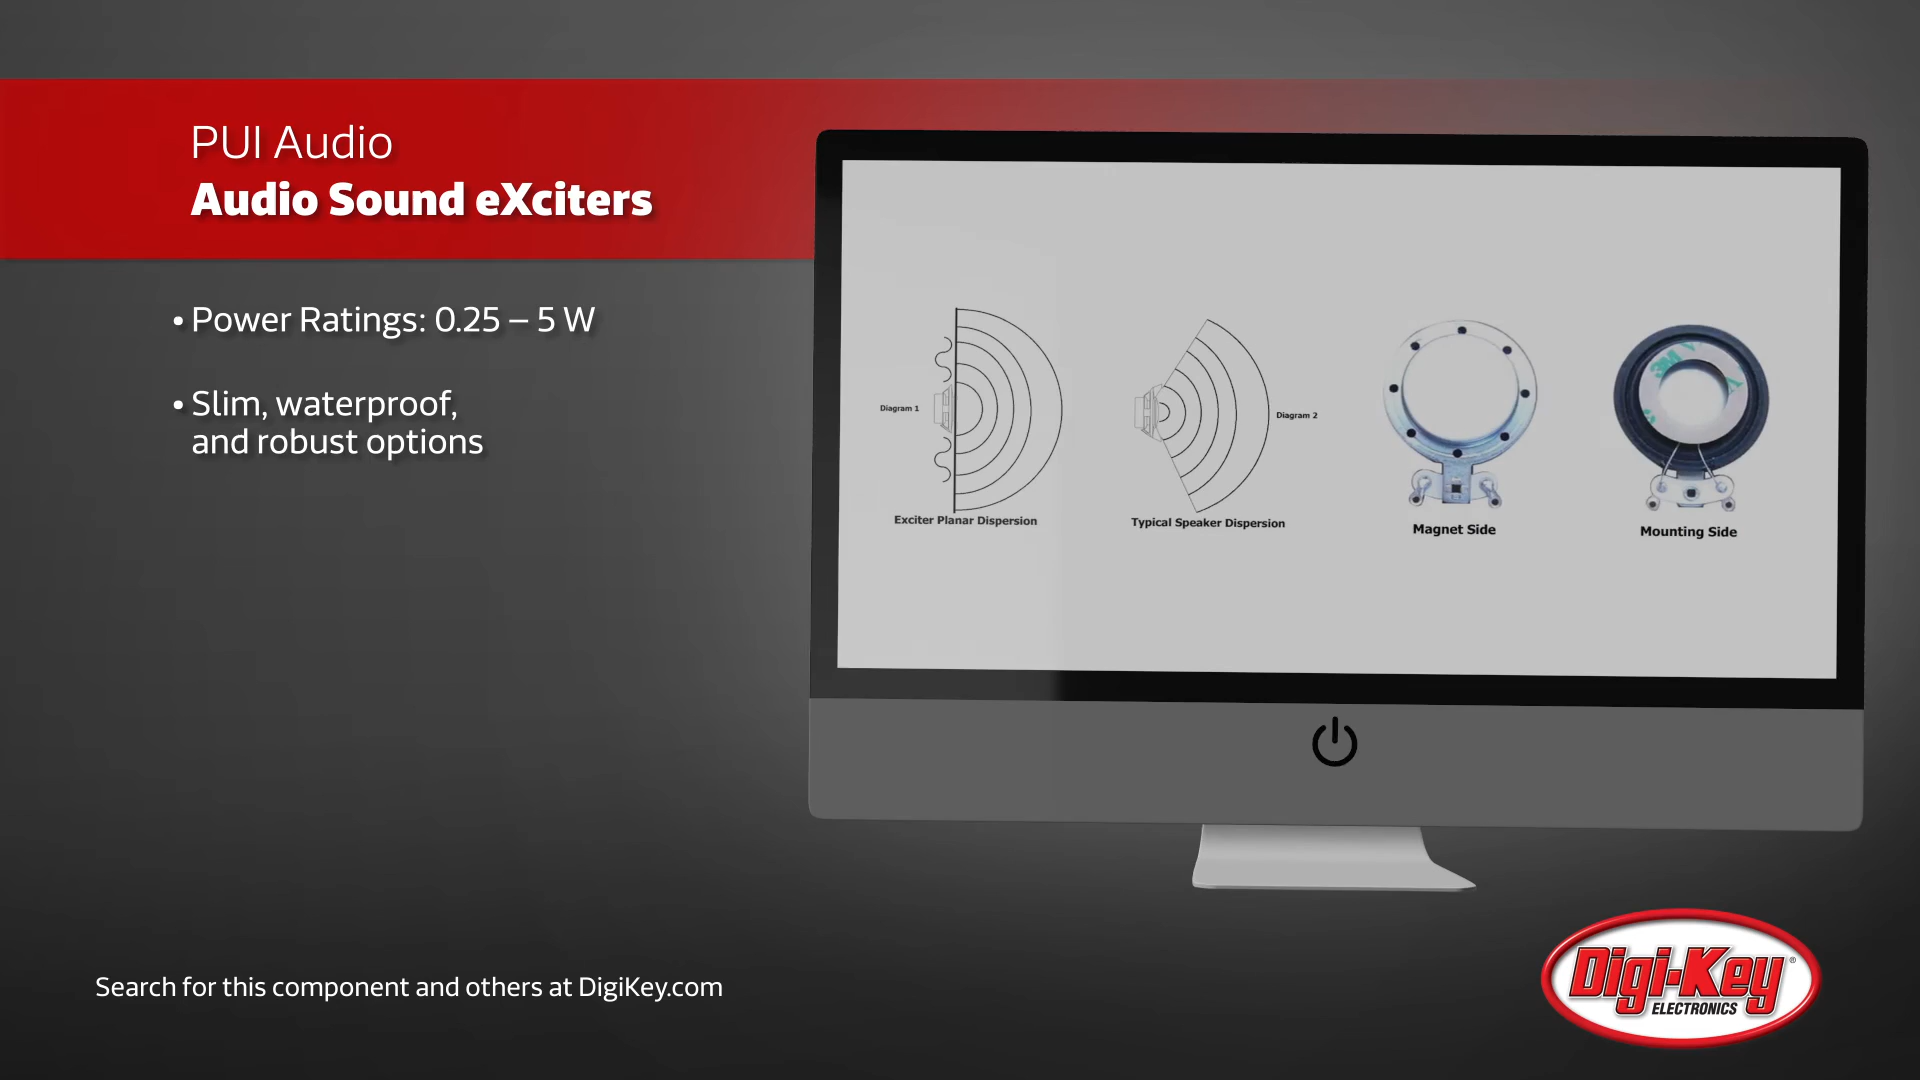 PUI Audio
Audio Sound eXciters
• Power Ratings: 0.25 – 5 W
• Slim, waterproof,
and robust options
Diagram 1
Exciter Planar Dispersion
Diagram 2
Typical Speaker Dispersion
Magnet Side
3M
Mounting Side
Search for this component and others at DigiKey.com
Digi-Key®
ELECTRONICS